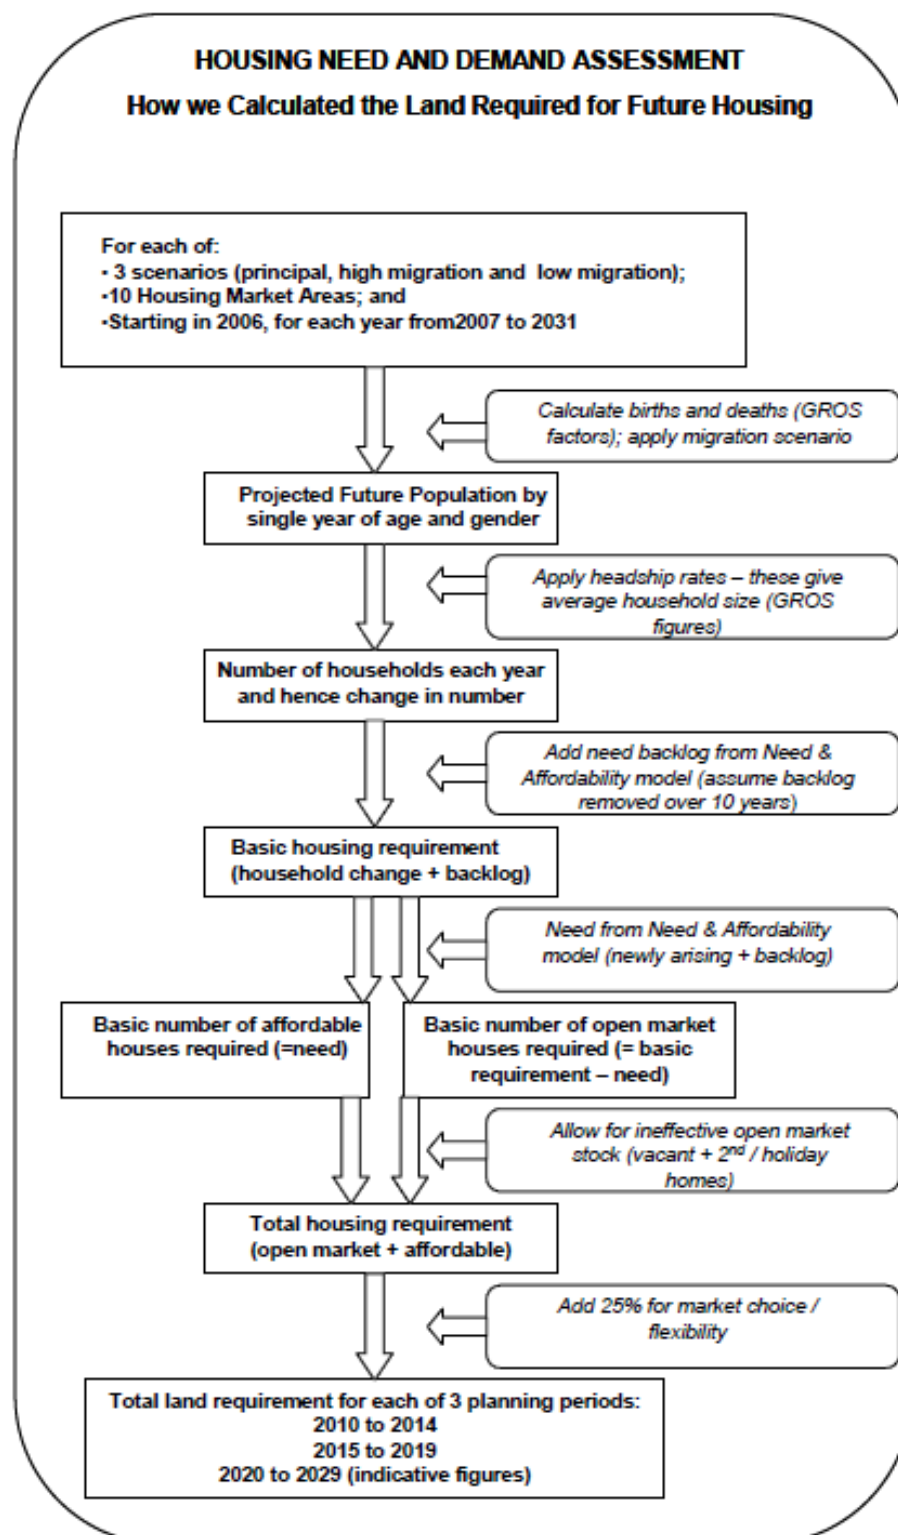 HOUSING NEED AND DEMAND ASSESSMENT
How we Calculated the Land Required for Future Housing
For each of:
• 3 scenarios (principal, high migration and low migration);
•10 Housing Market Areas; and
•Starting in 2006, for each year from2007 to 2031
Calculate births and deaths (GROS
factors); apply migration scenario
Projected Future Population by
single year of age and gender
Apply headship rates – these give
average household size (GROS
figures)
Number of households each year
and hence change in number
Add need backlog from Need &
Affordability model (assume backlog
removed over 10 years)
Basic housing requirement
(household change + backlog)
Need from Need & Affordability
model (newly arising + backlog)
Basic number of affordable
houses required (=need)
Basic number of open market
houses required (= basic
requirement – need)
Allow for ineffective open market
stock (vacant + 2nd / holiday
homes)
Total housing requirement
(open market + affordable)
Add 25% for market choice /
flexibility
Total land requirement for each of 3 planning periods:
2010 to 2014
2015 to 2019
2020 to 2029 (indicative figures)